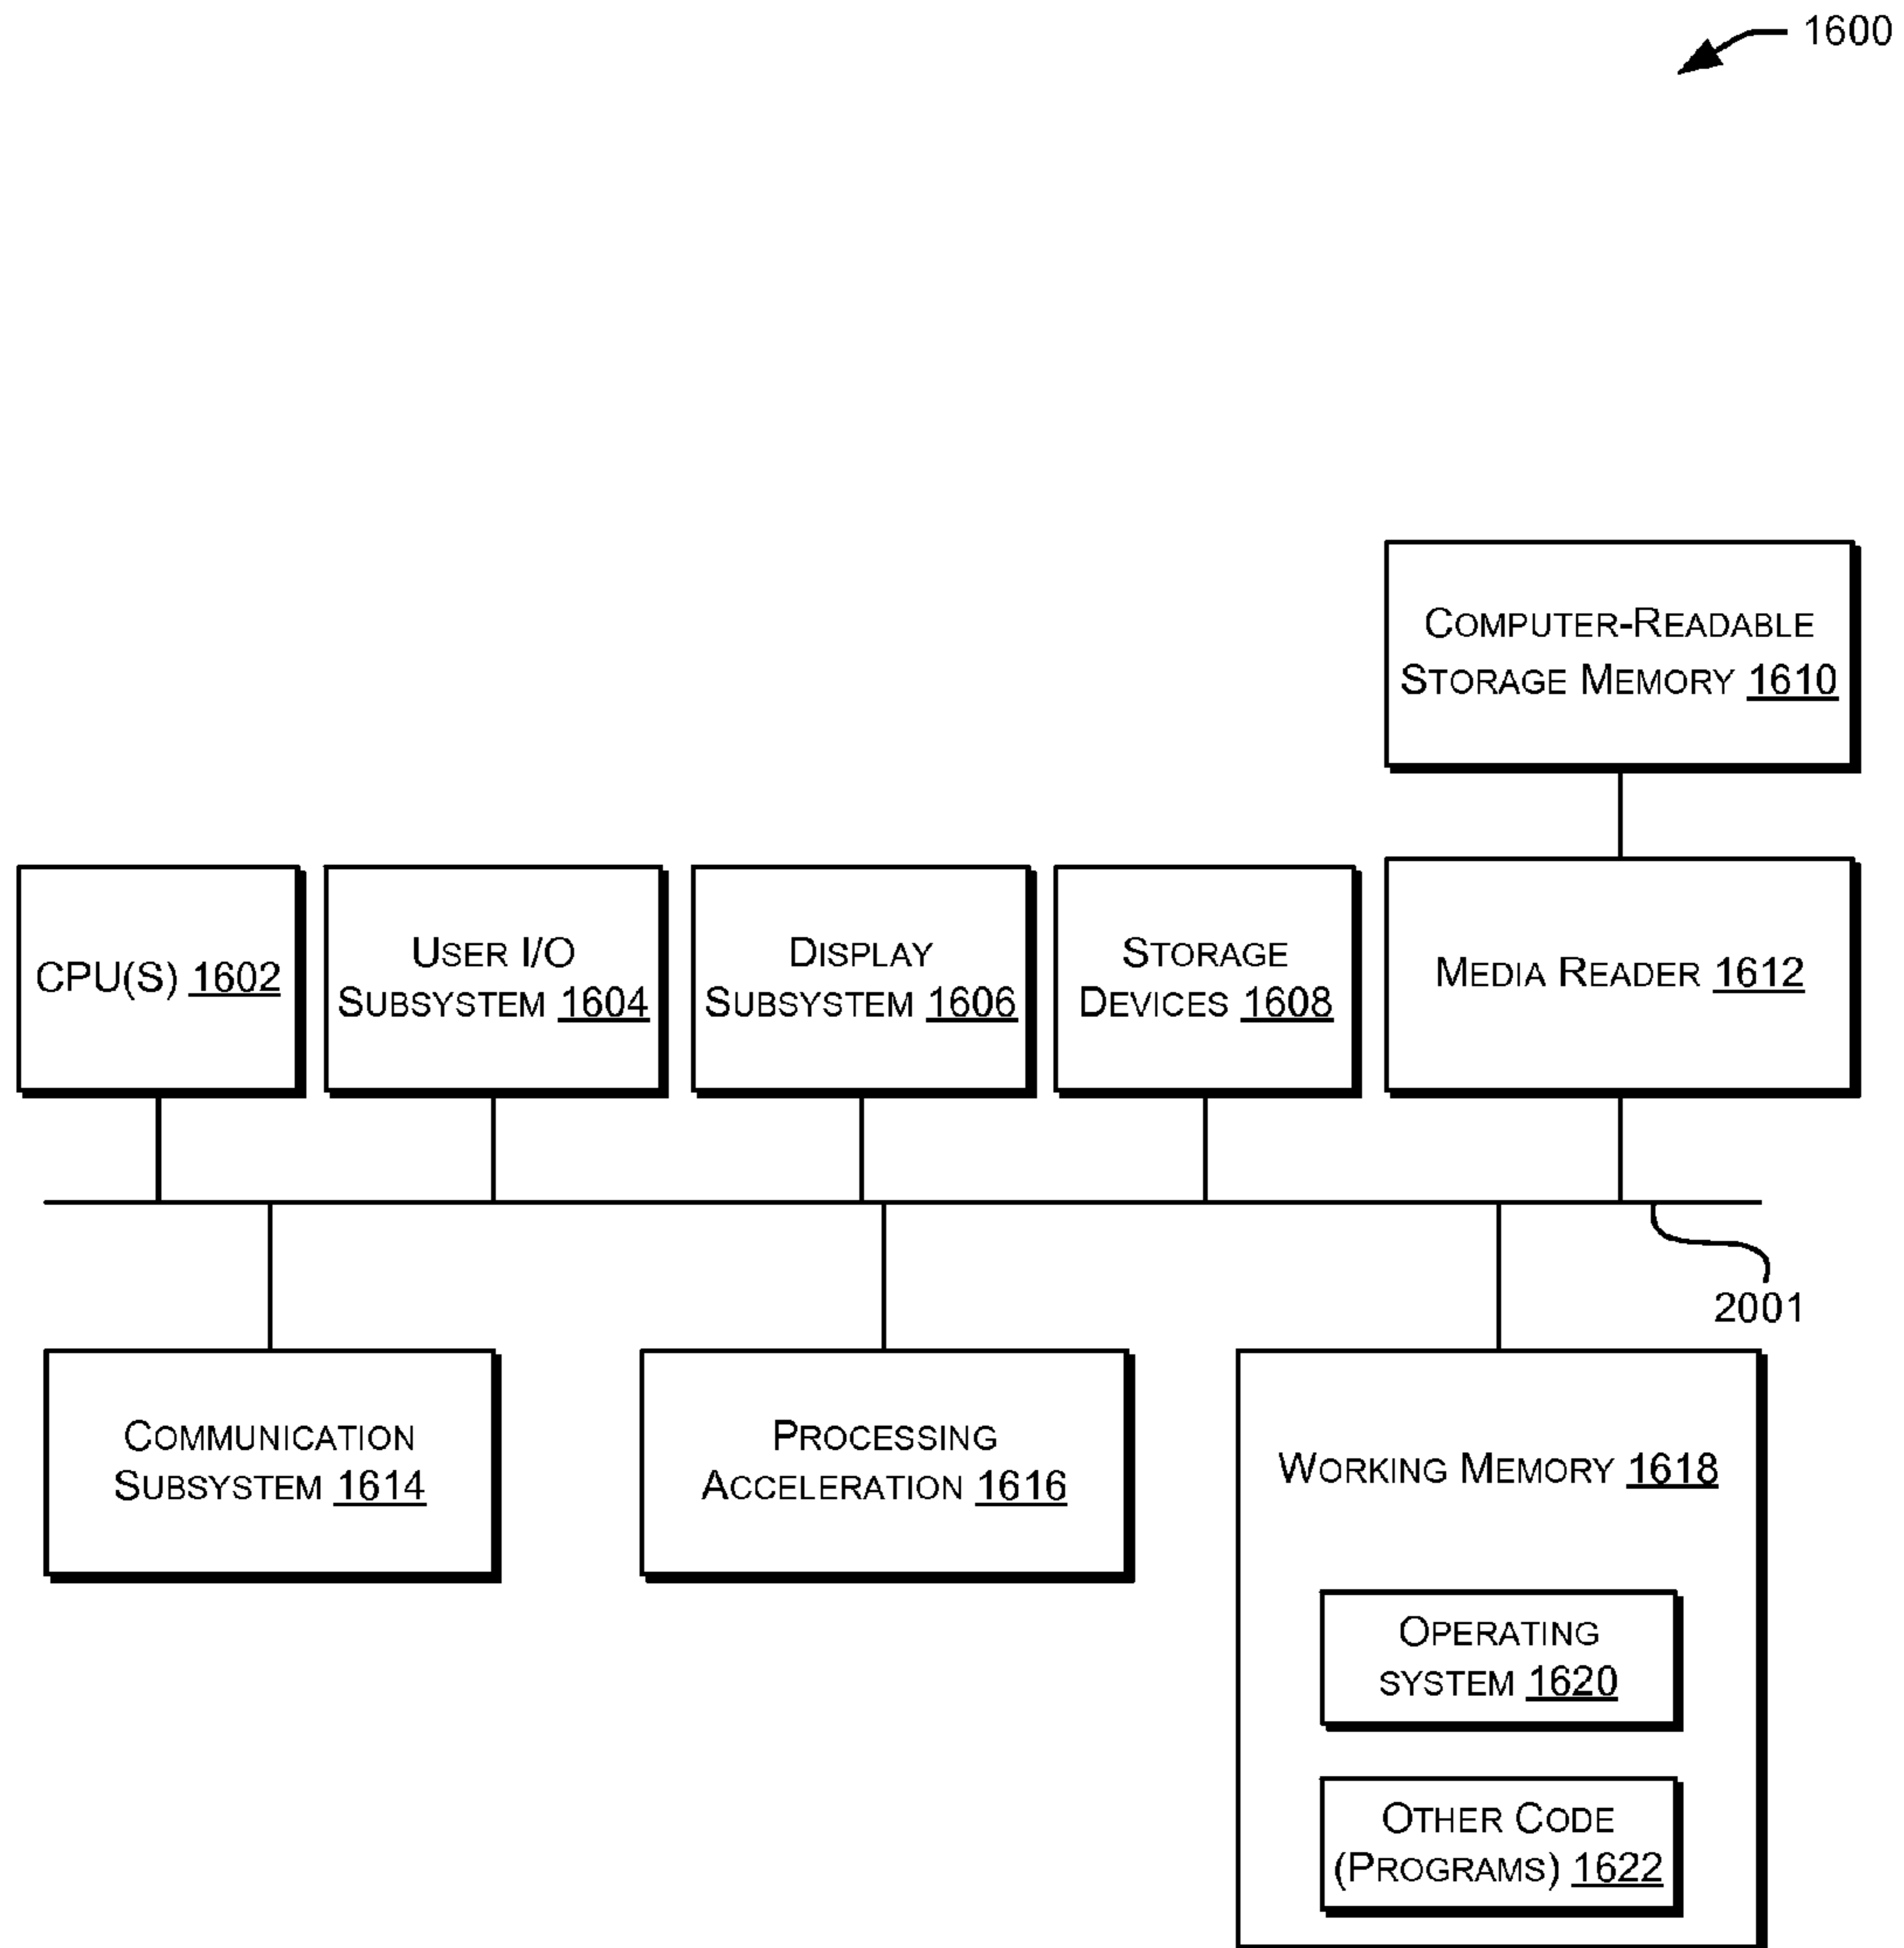 1600
COMPUTER-READABLE
STORAGE MEMORY 1610
CPU(S) 1602
USER I/O
SUBSYSTEM 1604
DISPLAY
SUBSYSTEM 1606
STORAGE
DEVICES 1608
MEDIA READER 1612
2001
COMMUNICATION
SUBSYSTEM 1614
PROCESSING
ACCELERATION 1616
WORKING MEMORY 1618
OPERATING
SYSTEM 1620
OTHER CODE
(PROGRAMS) 1622